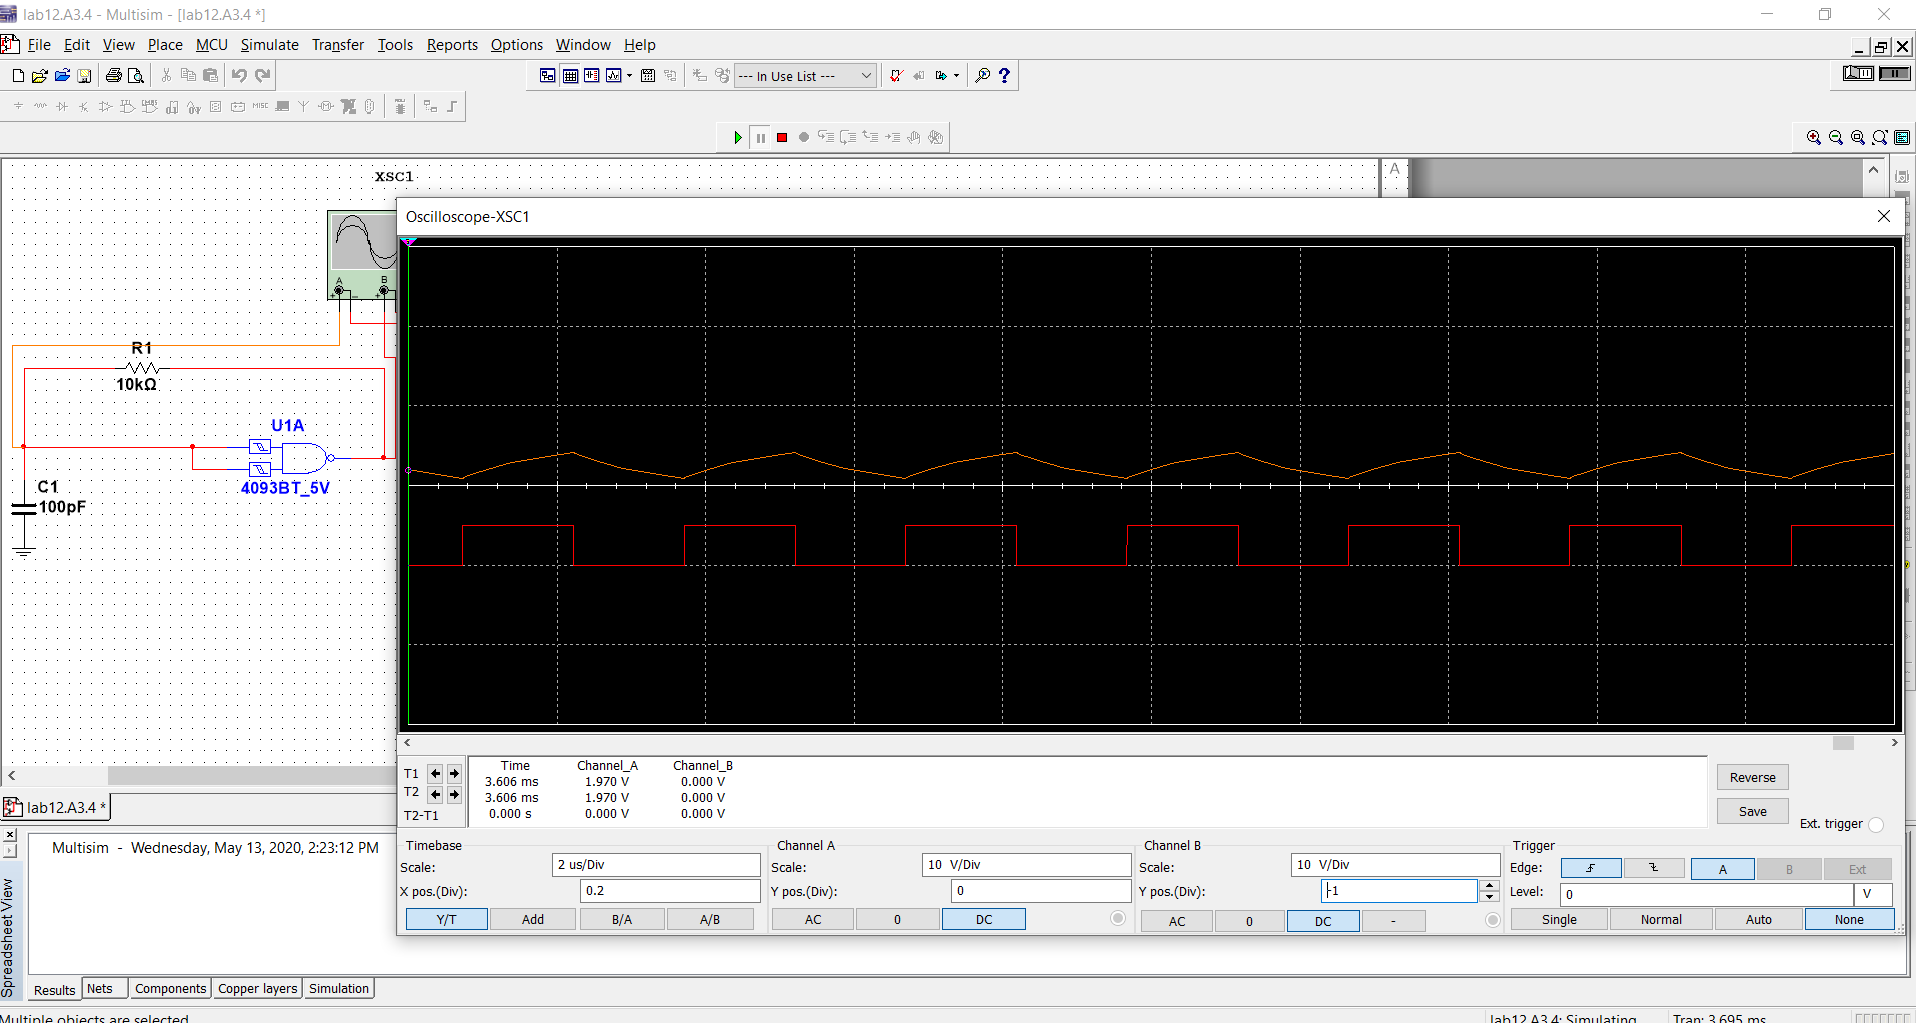 lab12.A3.4 - Multisim - [lab12.A3.4 *]
File Edit View Place MCU Simulate Transfer Tools Reports Options Window Help
--- In Use List ---
MISC
A
XSC1
Oscilloscope-XSC1
A B
R1
10kΩ
U1A
4093BT_5V
C1
100pF
Time Channel_A Channel_B
T1 3.606 ms 1.970 V 0.000 V
T2 3.606 ms 1.970 V 0.000 V
T2-T1 0.000 s 0.000 V 0.000 V
Reverse
Save
Ext. trigger
Timebase
Scale: 2 us/Div
X pos.(Div): 0.2
Y/T Add B/A A/B
Channel A
Scale: 10 V/Div
Y pos.(Div): 0
AC 0 DC
Channel B
Scale: 10 V/Div
Y pos.(Div): -1
AC 0 DC -
Trigger
Edge: A B Ext
Level: 0 V
Single Normal Auto None
lab12.A3.4 *
Spreadsheet View
Multisim - Wednesday, May 13, 2020, 2:23:12 PM
Results Nets Components Copper layers Simulation
Multiple objects are selected
lab12.A3.4: Simulating Tran: 3.695 ms